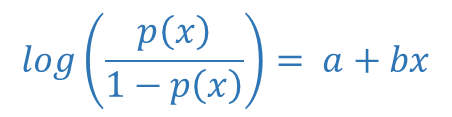 log(p(x)/(1 − p(x))) = a + bx